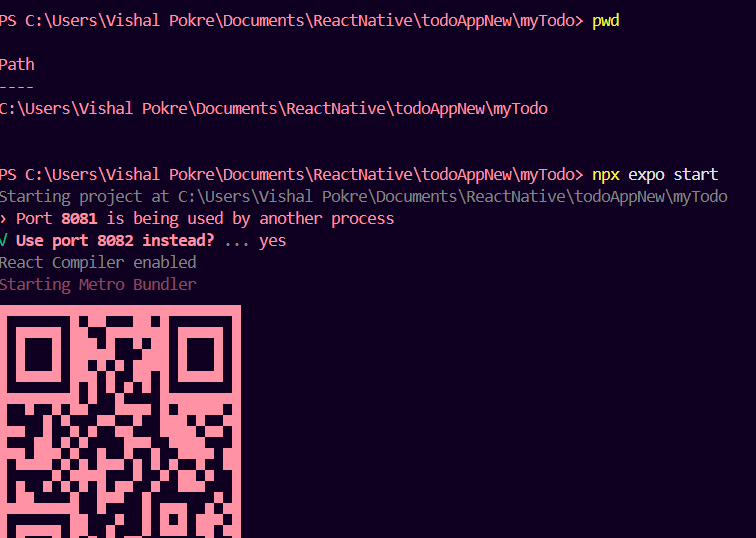 PS C:\Users\Vishal Pokre\Documents\ReactNative\todoAppNew\myTodo> pwd
Path
----
C:\Users\Vishal Pokre\Documents\ReactNative\todoAppNew\myTodo
PS C:\Users\Vishal Pokre\Documents\ReactNative\todoAppNew\myTodo> npx expo start
Starting project at C:\Users\Vishal Pokre\Documents\ReactNative\todoAppNew\myTodo
› Port 8081 is being used by another process
√ Use port 8082 instead? ... yes
React Compiler enabled
Starting Metro Bundler